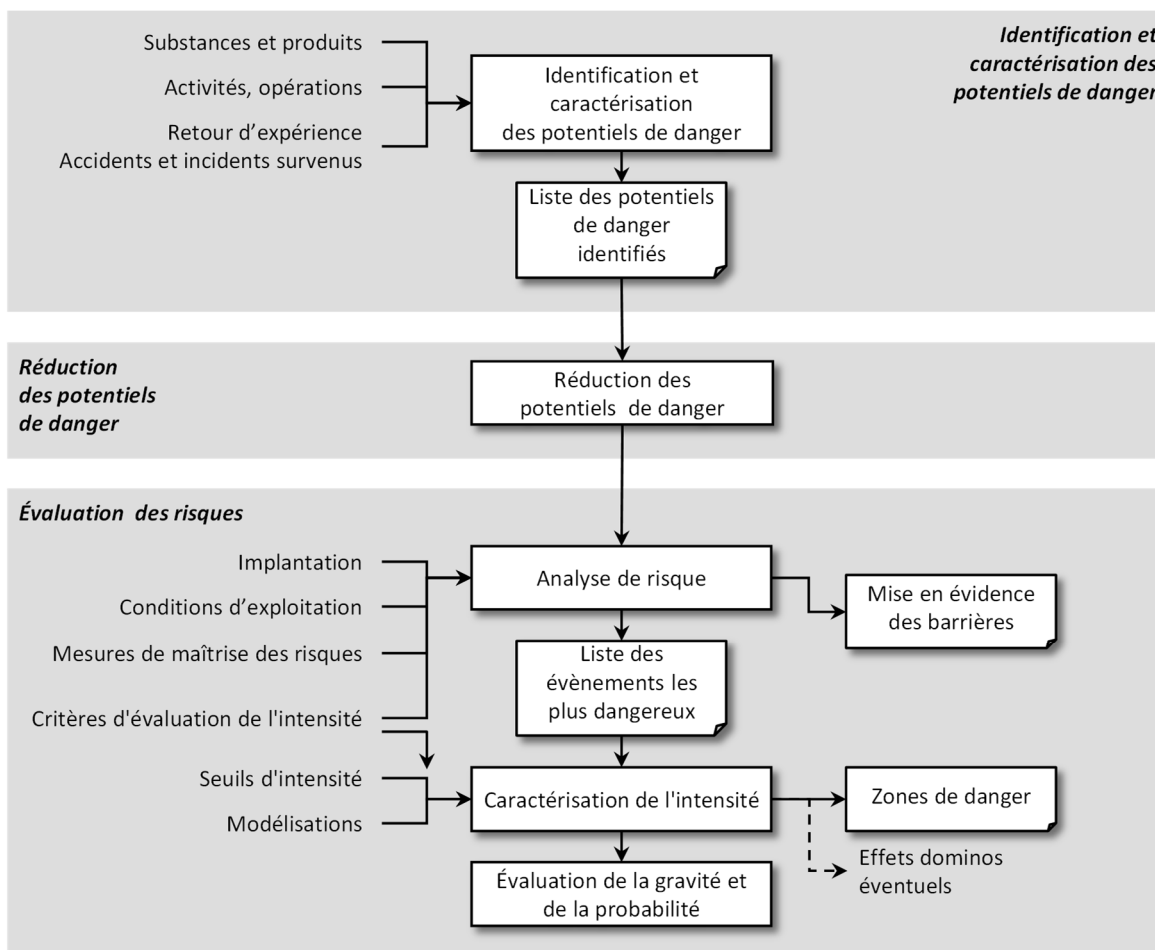 Substances et produits
Activités, opérations
Retour d’expérience
Accidents et incidents survenus
Identification et
caractérisation
des potentiels de danger
Identification et
caractérisation des
potentiels de danger
Liste des potentiels
de danger
identifiés
Réduction
des potentiels
de danger
Réduction des
potentiels de danger
Évaluation des risques
Implantation
Conditions d’exploitation
Mesures de maîtrise des risques
Critères d'évaluation de l'intensité
Analyse de risque
Mise en évidence
des barrières
Liste des
évènements les
plus dangereux
Seuils d'intensité
Modélisations
Caractérisation de l'intensité
Zones de danger
Effets dominos
éventuels
Évaluation de la gravité et
de la probabilité